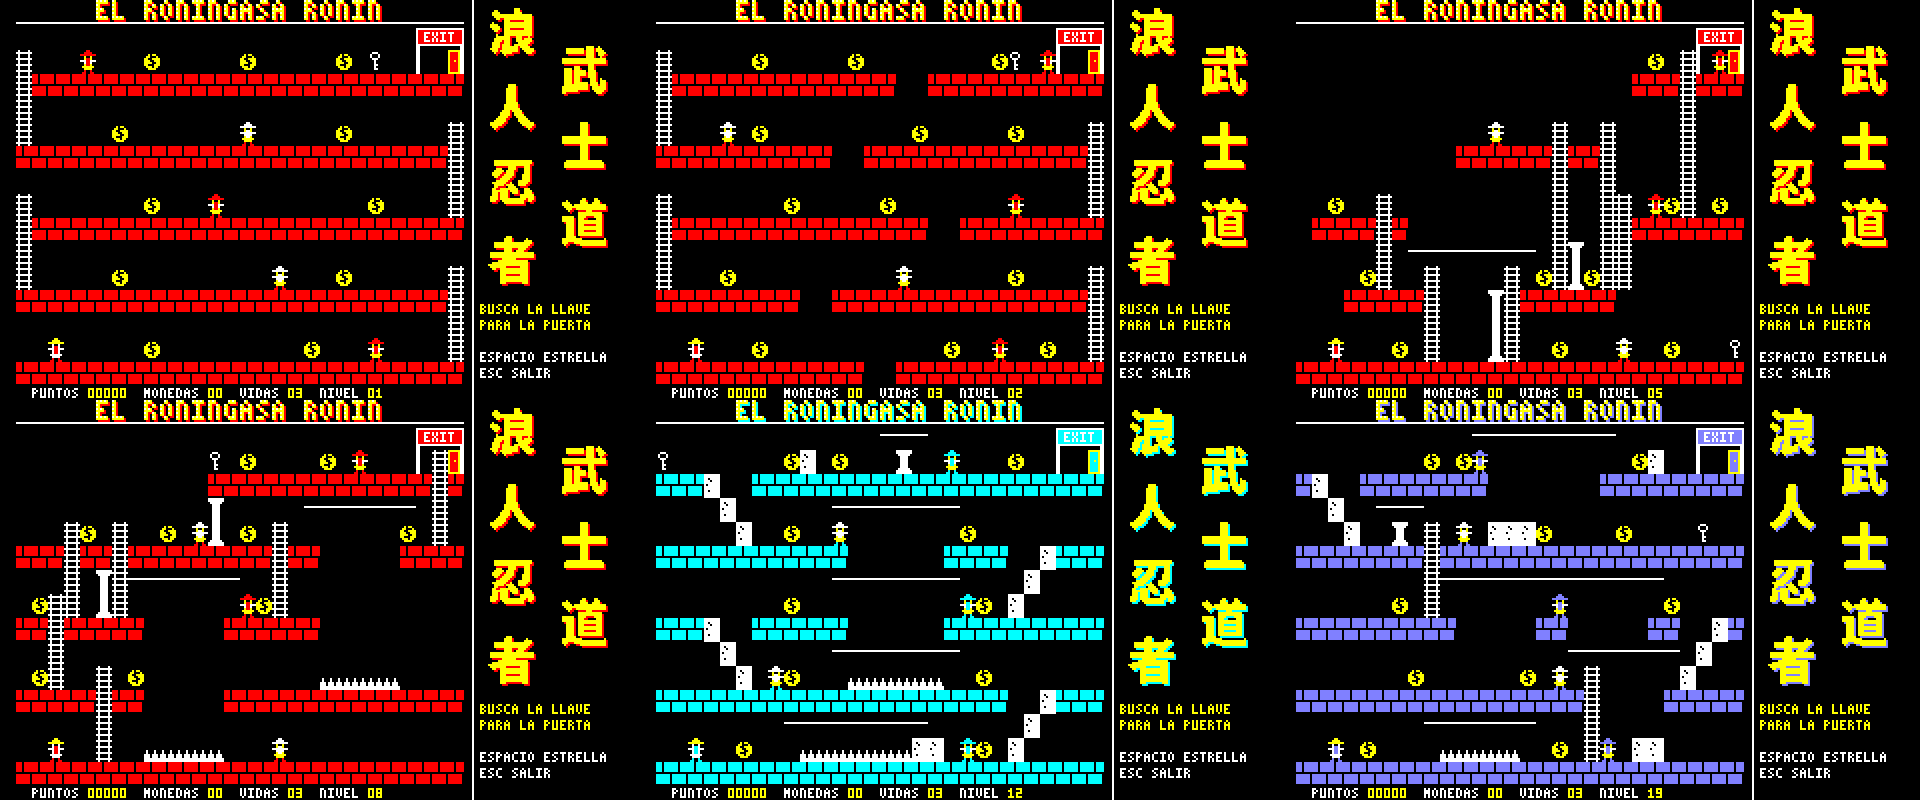 EL RONINGASA RONIN
EXIT
浪人忍者
武士道
BUSCA LA LLAVE
PARA LA PUERTA
ESPACIO ESTRELLA
ESC SALIR
PUNTOS 00000 MONEDAS 00 VIDAS 03 NIVEL 01
EL RONINGASA RONIN
EXIT
浪人忍者
武士道
BUSCA LA LLAVE
PARA LA PUERTA
ESPACIO ESTRELLA
ESC SALIR
PUNTOS 00000 MONEDAS 00 VIDAS 03 NIVEL 02
EL RONINGASA RONIN
EXIT
浪人忍者
武士道
BUSCA LA LLAVE
PARA LA PUERTA
ESPACIO ESTRELLA
ESC SALIR
PUNTOS 00000 MONEDAS 00 VIDAS 03 NIVEL 05
EL RONINGASA RONIN
EXIT
浪人忍者
武士道
BUSCA LA LLAVE
PARA LA PUERTA
ESPACIO ESTRELLA
ESC SALIR
PUNTOS 00000 MONEDAS 00 VIDAS 03 NIVEL 08
EL RONINGASA RONIN
EXIT
浪人忍者
武士道
BUSCA LA LLAVE
PARA LA PUERTA
ESPACIO ESTRELLA
ESC SALIR
PUNTOS 00000 MONEDAS 00 VIDAS 03 NIVEL 12
EL RONINGASA RONIN
EXIT
浪人忍者
武士道
BUSCA LA LLAVE
PARA LA PUERTA
ESPACIO ESTRELLA
ESC SALIR
PUNTOS 00000 MONEDAS 00 VIDAS 03 NIVEL 19